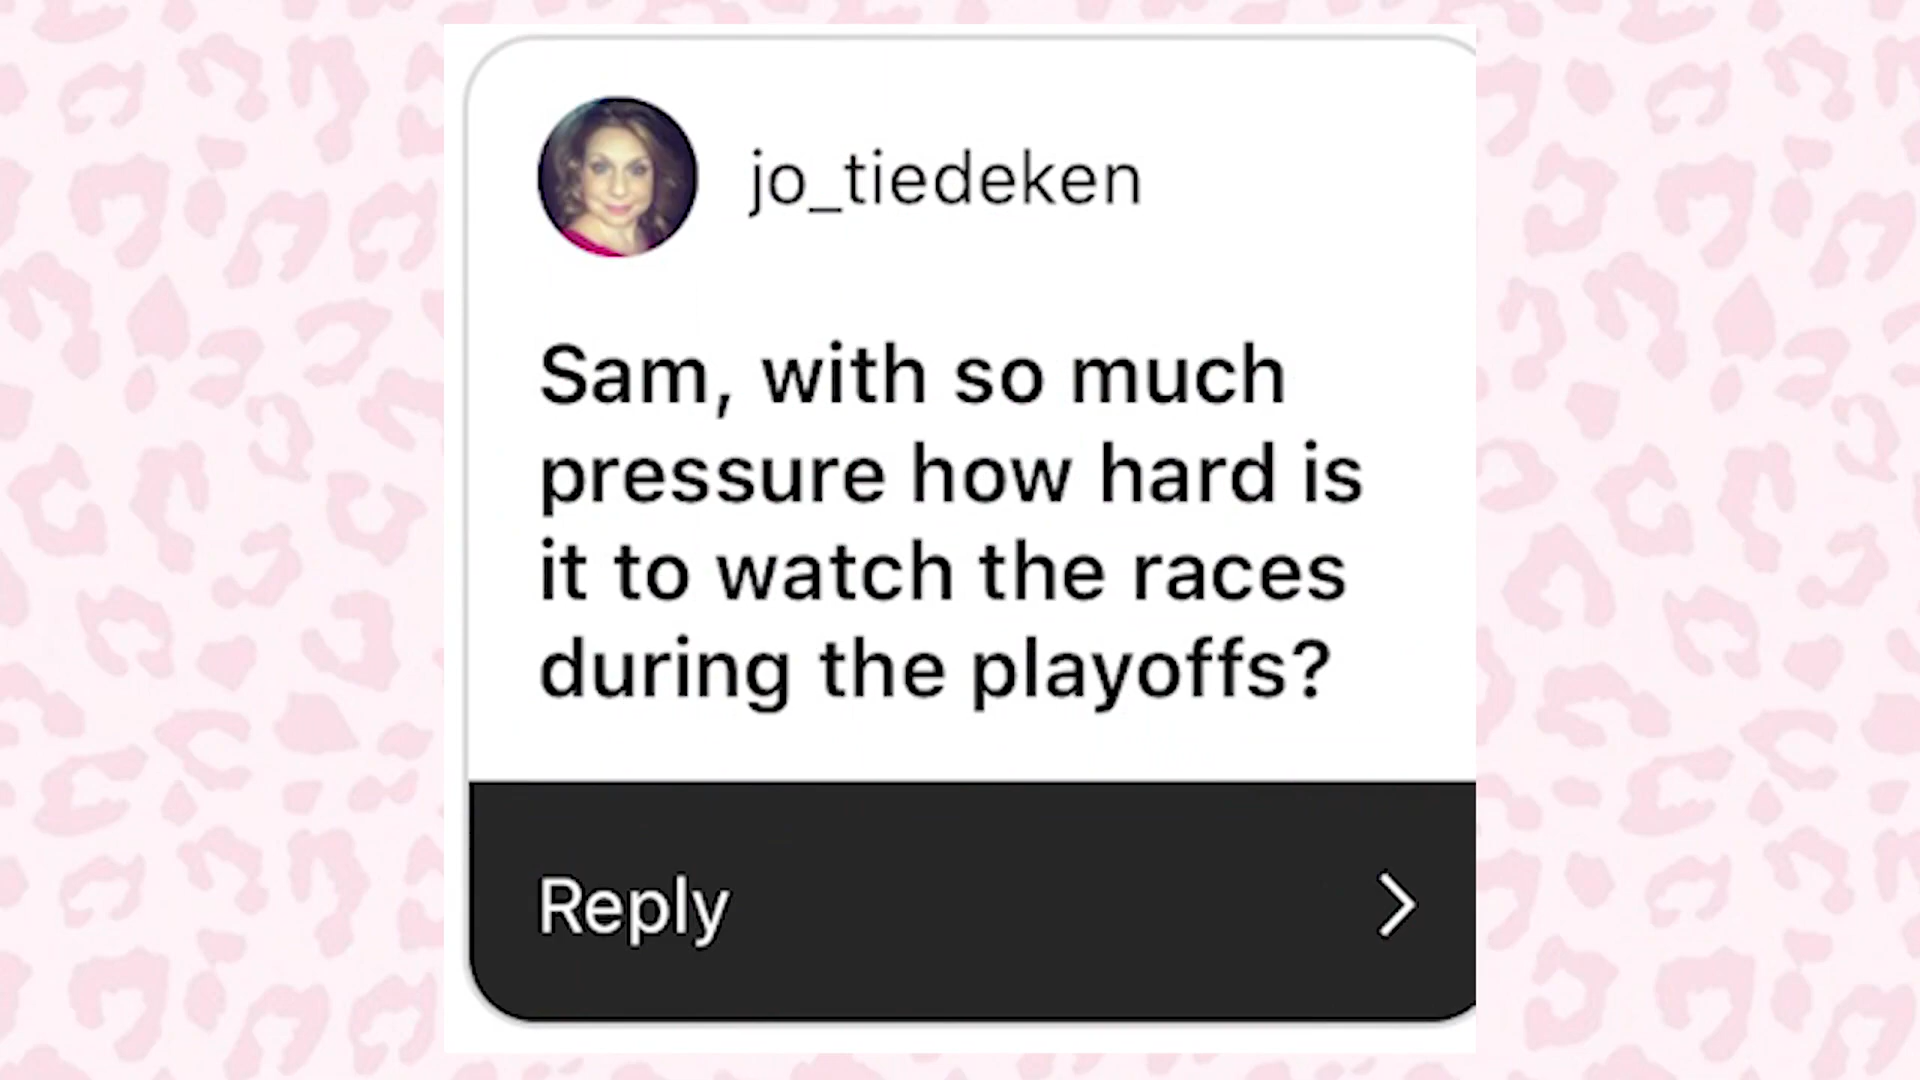 jo_tiedeken
Sam, with so much
pressure how hard is
it to watch the races
during the playoffs?
Reply